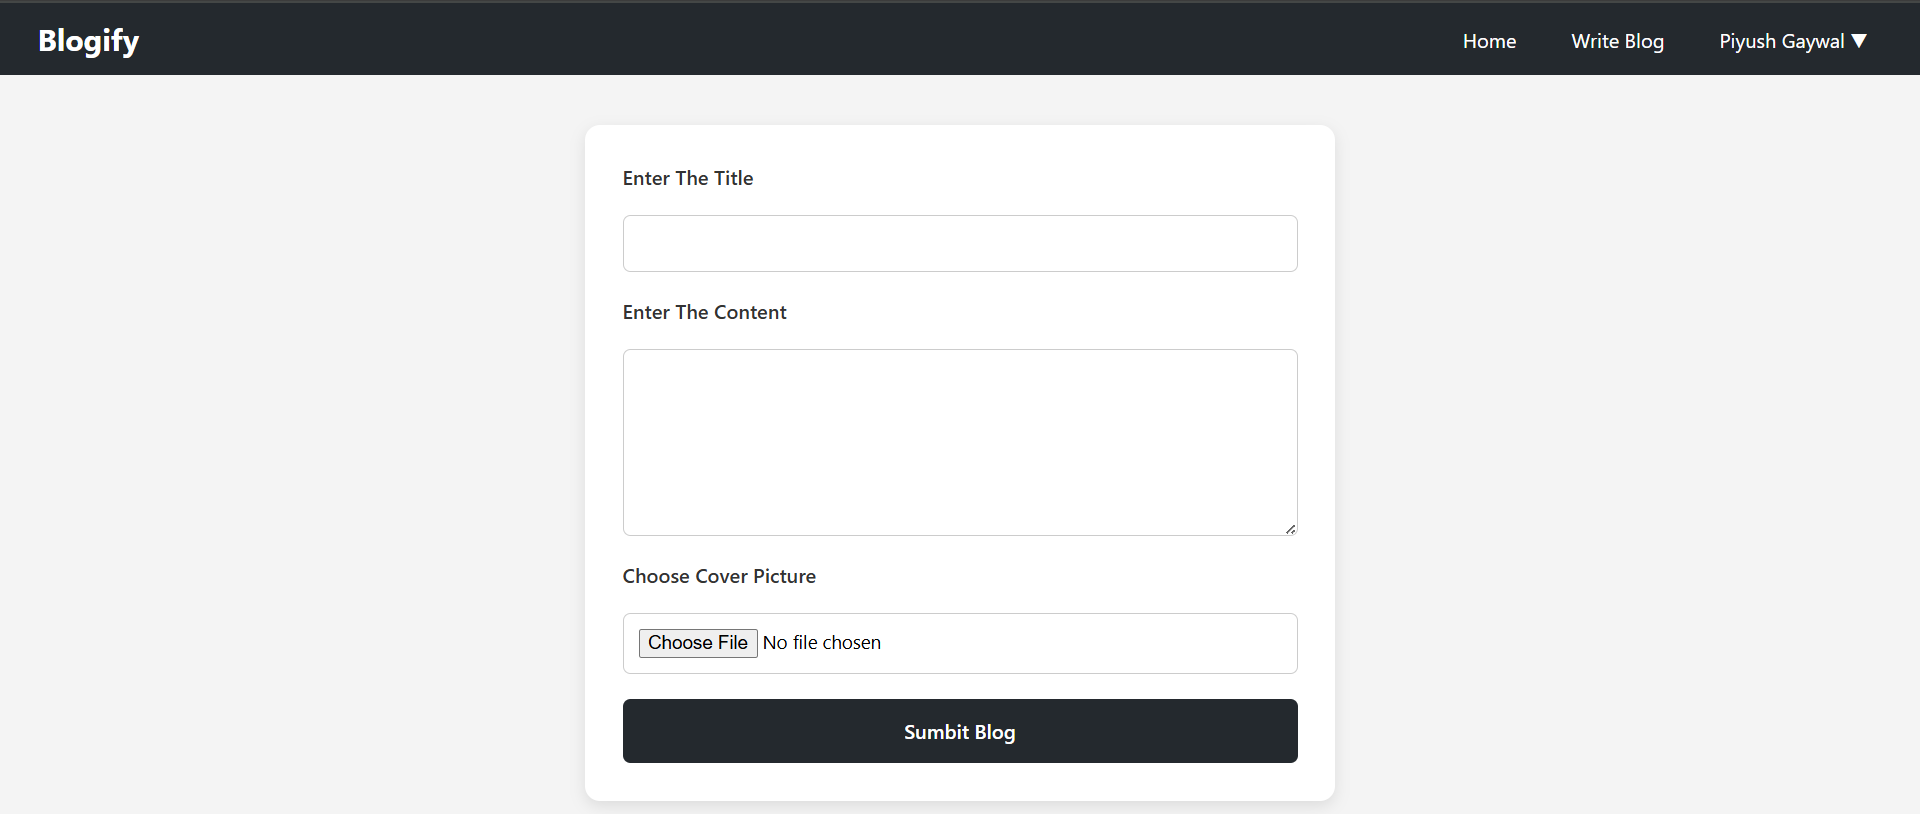 Blogify
Home Write Blog Piyush Gaywal ▼
Enter The Title
Enter The Content
Choose Cover Picture
Choose File No file chosen
Sumbit Blog